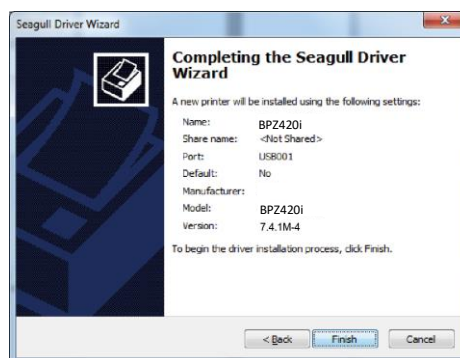 Seagull Driver Wizard
Completing the Seagull Driver
Wizard
A new printer will be installed using the following settings:
Name: BPZ420i
Share name: <Not Shared>
Port: USB001
Default: No
Manufacturer:
Model: BPZ420i
Version: 7.4.1M-4
To begin the driver installation process, click Finish.
< Back Finish Cancel